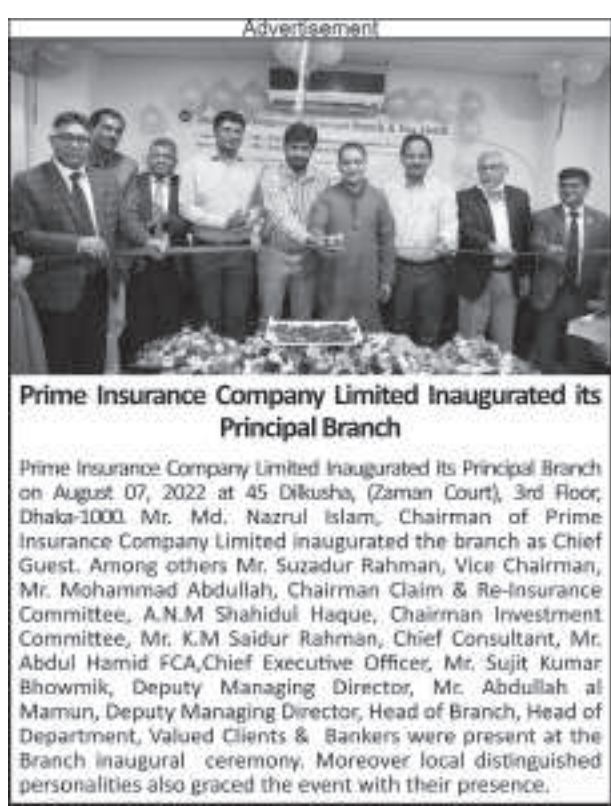 Advertisement
Prime Insurance Company Limited Inaugurated its
Principal Branch
Prime Insurance Company Limited Inaugurated its Principal Branch
on August 07, 2022 at 45 Dilkusha, (Zaman Court), 3rd Floor,
Dhaka-1000. Mr. Md. Nazrul Islam, Chairman of Prime
Insurance Company Limited inaugurated the branch as Chief
Guest. Among others Mr. Suzadur Rahman, Vice Chairman,
Mr. Mohammad Abdullah, Chairman Claim & Re-Insurance
Committee, A.N.M Shahidul Haque, Chairman Investment
Committee, Mr. K.M Saidur Rahman, Chief Consultant, Mr.
Abdul Hamid FCA,Chief Executive Officer, Mr. Sujit Kumar
Bhowmik, Deputy Managing Director, Mr. Abdullah al
Mamun, Deputy Managing Director, Head of Branch, Head of
Department, Valued Clients & Bankers were present at the
Branch inaugural ceremony. Moreover local distinguished
personalities also graced the event with their presence.